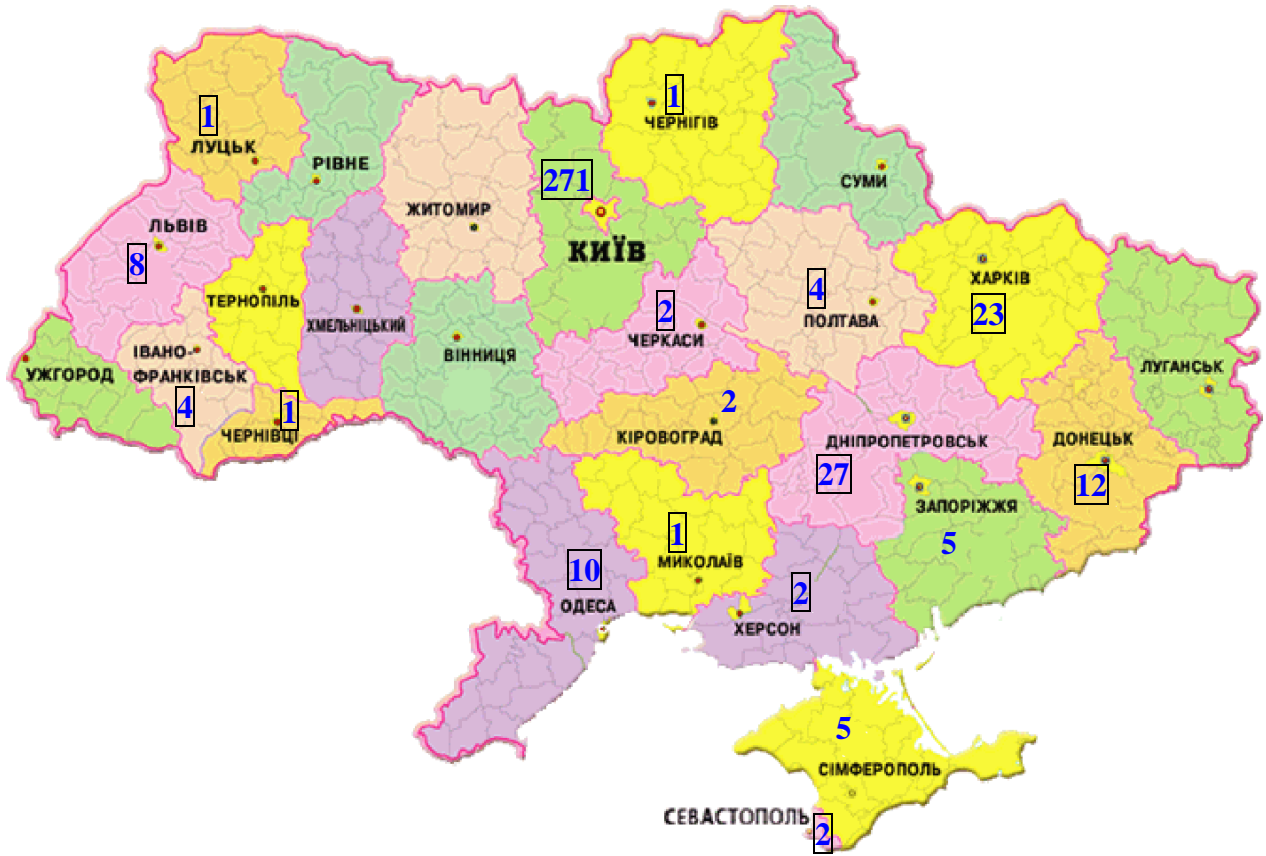 1
ЛУЦЬК
РІВНЕ
ЖИТОМИР
271
КИЇВ
1
ЧЕРНІГІВ
СУМИ
ЛЬВІВ
8
ТЕРНОПІЛЬ
ХМЕЛЬНІЦЬКИЙ
ВІННИЦЯ
2
ЧЕРКАСИ
4
ПОЛТАВА
ХАРКІВ
23
ЛУГАНСЬК
УЖГОРОД
ІВАНО-
ФРАНКІВСЬК
4
1
ЧЕРНІВЦІ
2
КІРОВОГРАД
ДНІПРОПЕТРОВСЬК
27
ДОНЕЦЬК
12
ЗАПОРІЖЖЯ
5
1
МИКОЛАЇВ
10
ОДЕСА
2
ХЕРСОН
5
СІМФЕРОПОЛЬ
СЕВАСТОПОЛЬ
2